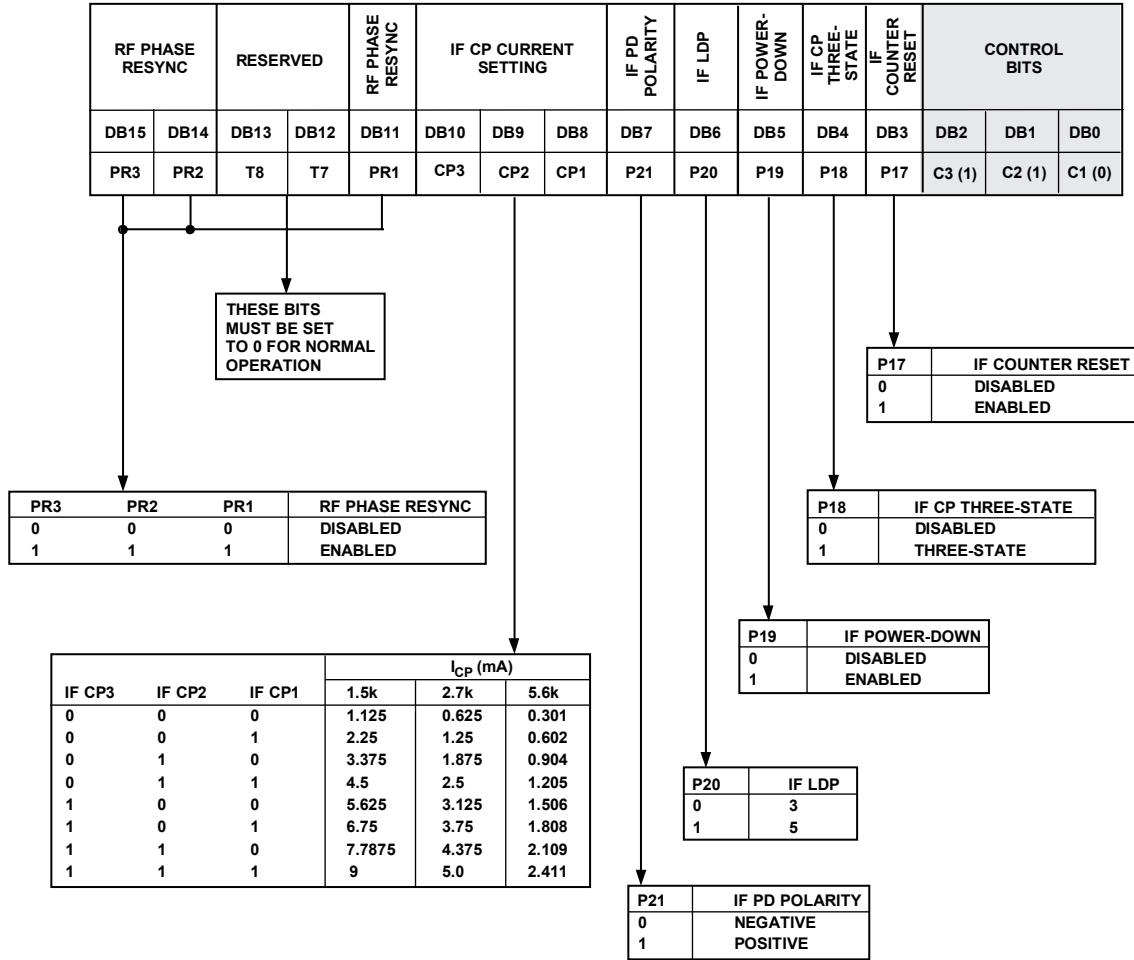 RF PHASE
RESYNC
RESERVED
RF PHASE
RESYNC
IF CP CURRENT
SETTING
IF PD
POLARITY
IF LDP
IF POWER-
DOWN
IF CP
THREE-
STATE
IF
COUNTER
RESET
CONTROL
BITS
DB15 DB14 DB13 DB12 DB11 DB10 DB9 DB8 DB7 DB6 DB5 DB4 DB3 DB2 DB1 DB0
PR3 PR2 T8 T7 PR1 CP3 CP2 CP1 P21 P20 P19 P18 P17 C3 (1) C2 (1) C1 (0)
THESE BITS
MUST BE SET
TO 0 FOR NORMAL
OPERATION
P17 IF COUNTER RESET
0 DISABLED
1 ENABLED
PR3 PR2 PR1 RF PHASE RESYNC
0 0 0 DISABLED
1 1 1 ENABLED
P18 IF CP THREE-STATE
0 DISABLED
1 THREE-STATE
P19 IF POWER-DOWN
0 DISABLED
1 ENABLED
ICP (mA)
IF CP3 IF CP2 IF CP1 1.5k 2.7k 5.6k
0 0 0 1.125 0.625 0.301
0 0 1 2.25 1.25 0.602
0 1 0 3.375 1.875 0.904
0 1 1 4.5 2.5 1.205
1 0 0 5.625 3.125 1.506
1 0 1 6.75 3.75 1.808
1 1 0 7.7875 4.375 2.109
1 1 1 9 5.0 2.411
P20 IF LDP
0 3
1 5
P21 IF PD POLARITY
0 NEGATIVE
1 POSITIVE